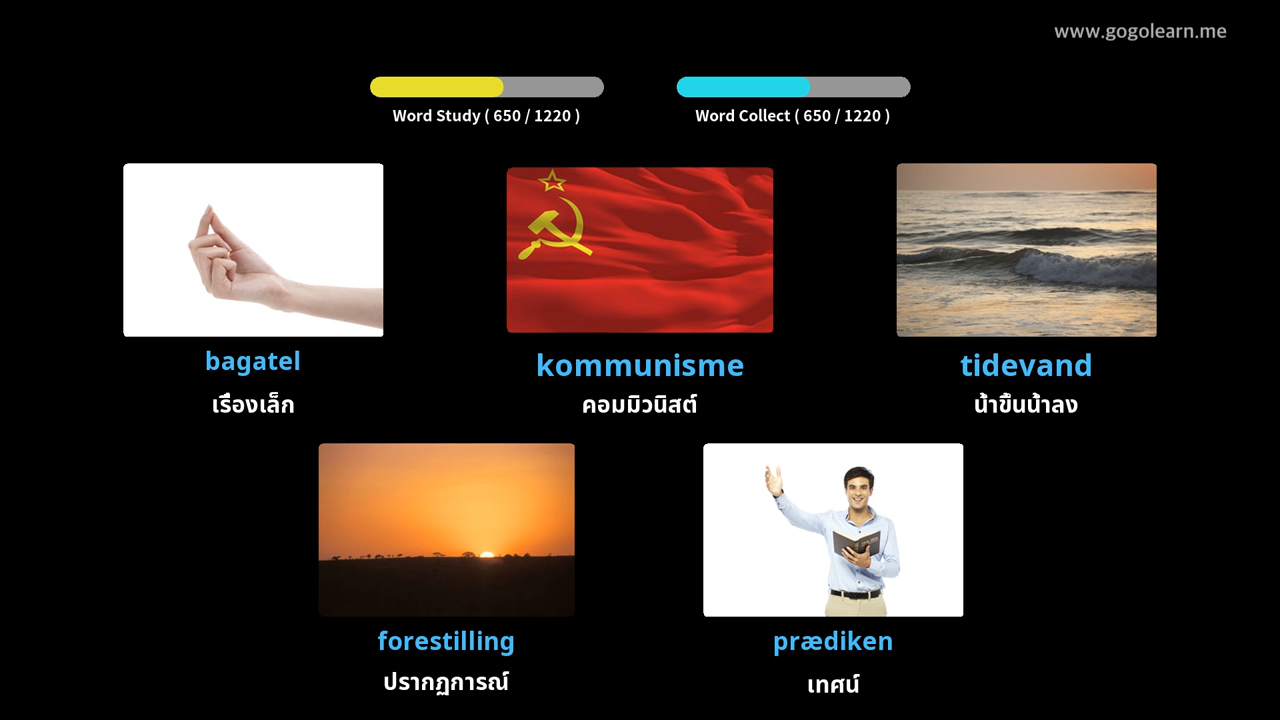 www.gogolearn.me
Word Study ( 650 / 1220 )
Word Collect ( 650 / 1220 )
bagatel
kommunisme
tidevand
เรื่องเล็ก
คอมมิวนิสต์
น้ำขึ้นน้ำลง
forestilling
prædiken
ปรากฏการณ์
เทศน์